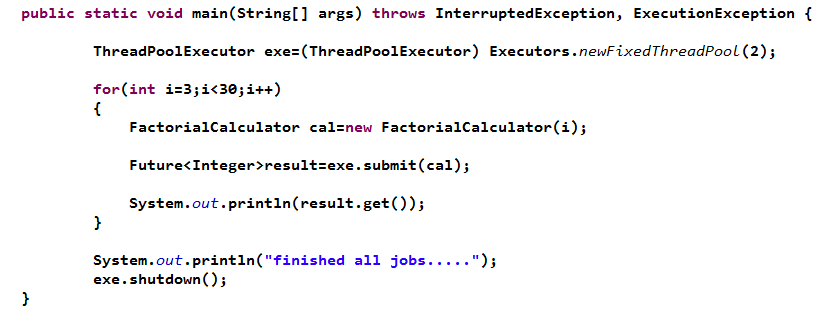 public static void main(String[] args) throws InterruptedException, ExecutionException {
ThreadPoolExecutor exe=(ThreadPoolExecutor) Executors.newFixedThreadPool(2);
for(int i=3;i<30;i++)
{
FactorialCalculator cal=new FactorialCalculator(i);
Future<Integer>result=exe.submit(cal);
System.out.println(result.get());
}
System.out.println("finished all jobs.....");
exe.shutdown();
}